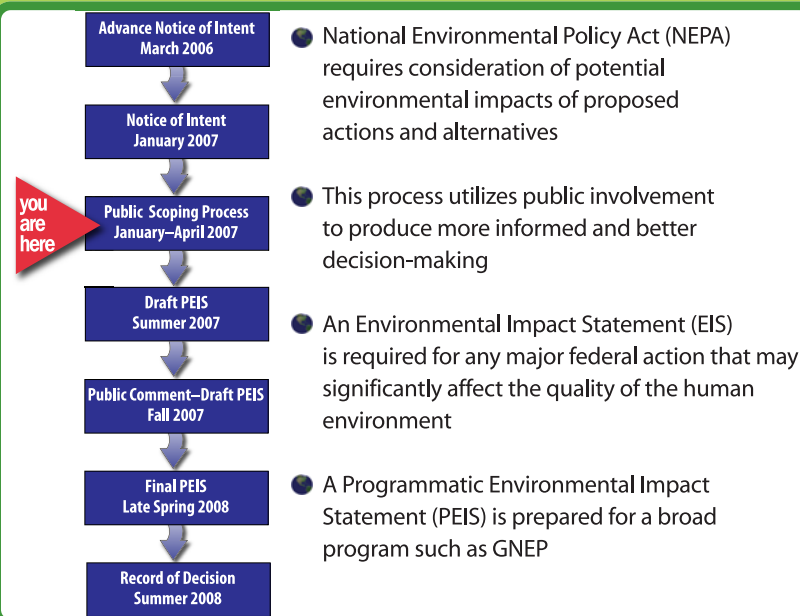 Advance Notice of Intent
March 2006
Notice of Intent
January 2007
you
are
here
Public Scoping Process
January–April 2007
Draft PEIS
Summer 2007
Public Comment–Draft PEIS
Fall 2007
Final PEIS
Late Spring 2008
Record of Decision
Summer 2008
National Environmental Policy Act (NEPA)
requires consideration of potential
environmental impacts of proposed
actions and alternatives
This process utilizes public involvement
to produce more informed and better
decision-making
An Environmental Impact Statement (EIS)
is required for any major federal action that may
significantly affect the quality of the human
environment
A Programmatic Environmental Impact
Statement (PEIS) is prepared for a broad
program such as GNEP